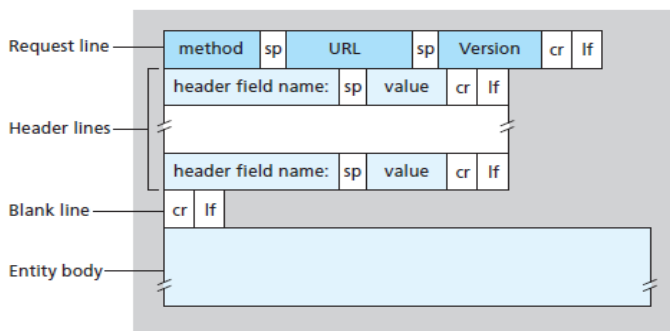 Request line method sp URL sp Version cr lf
header field name: sp value cr lf
Header lines
header field name: sp value cr lf
Blank line cr lf
Entity body